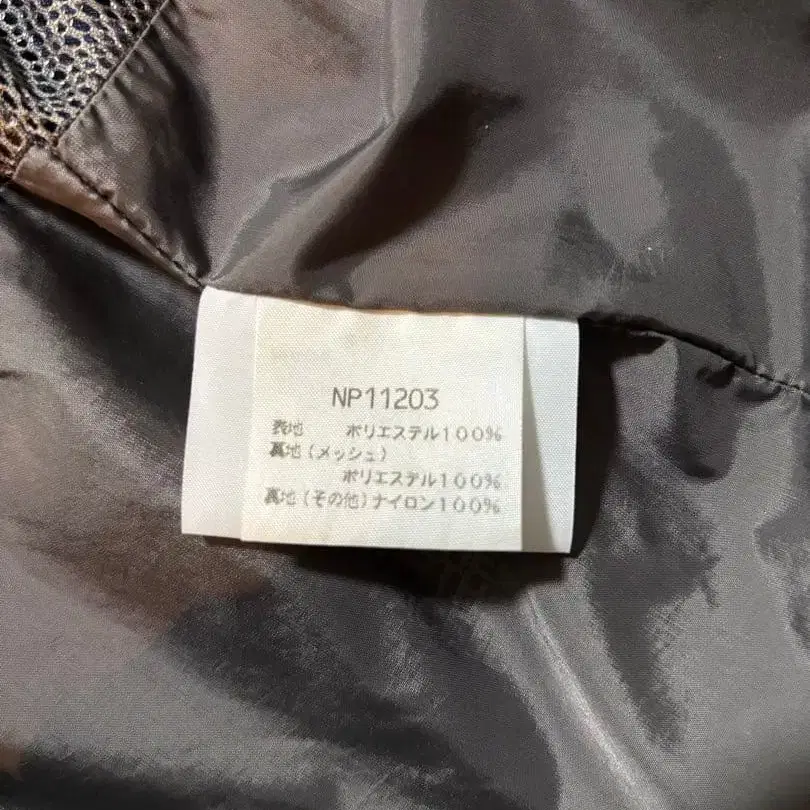 NP11203
表地 ポリエステル100%
裏地(メッシュ)
ポリエステル100%
裏地(その他)ナイロン100%